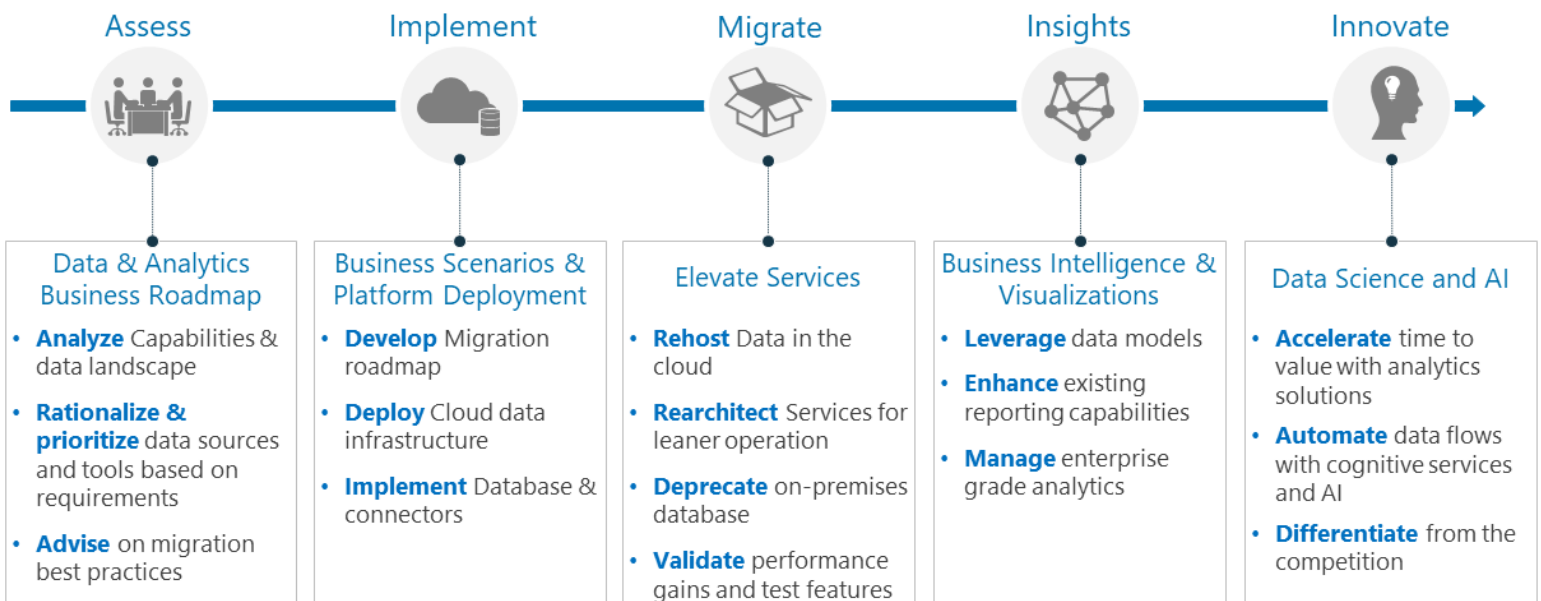 Assess
Implement
Migrate
Insights
Innovate
Data & Analytics
Business Roadmap
• Analyze Capabilities &
data landscape
• Rationalize &
prioritize data sources
and tools based on
requirements
• Advise on migration
best practices
Business Scenarios &
Platform Deployment
• Develop Migration
roadmap
• Deploy Cloud data
infrastructure
• Implement Database &
connectors
Elevate Services
• Rehost Data in the
cloud
• Rearchitect Services for
leaner operation
• Deprecate on-premises
database
• Validate performance
gains and test features
Business Intelligence &
Visualizations
• Leverage data models
• Enhance existing
reporting capabilities
• Manage enterprise
grade analytics
Data Science and AI
• Accelerate time to
value with analytics
solutions
• Automate data flows
with cognitive services
and AI
• Differentiate from the
competition